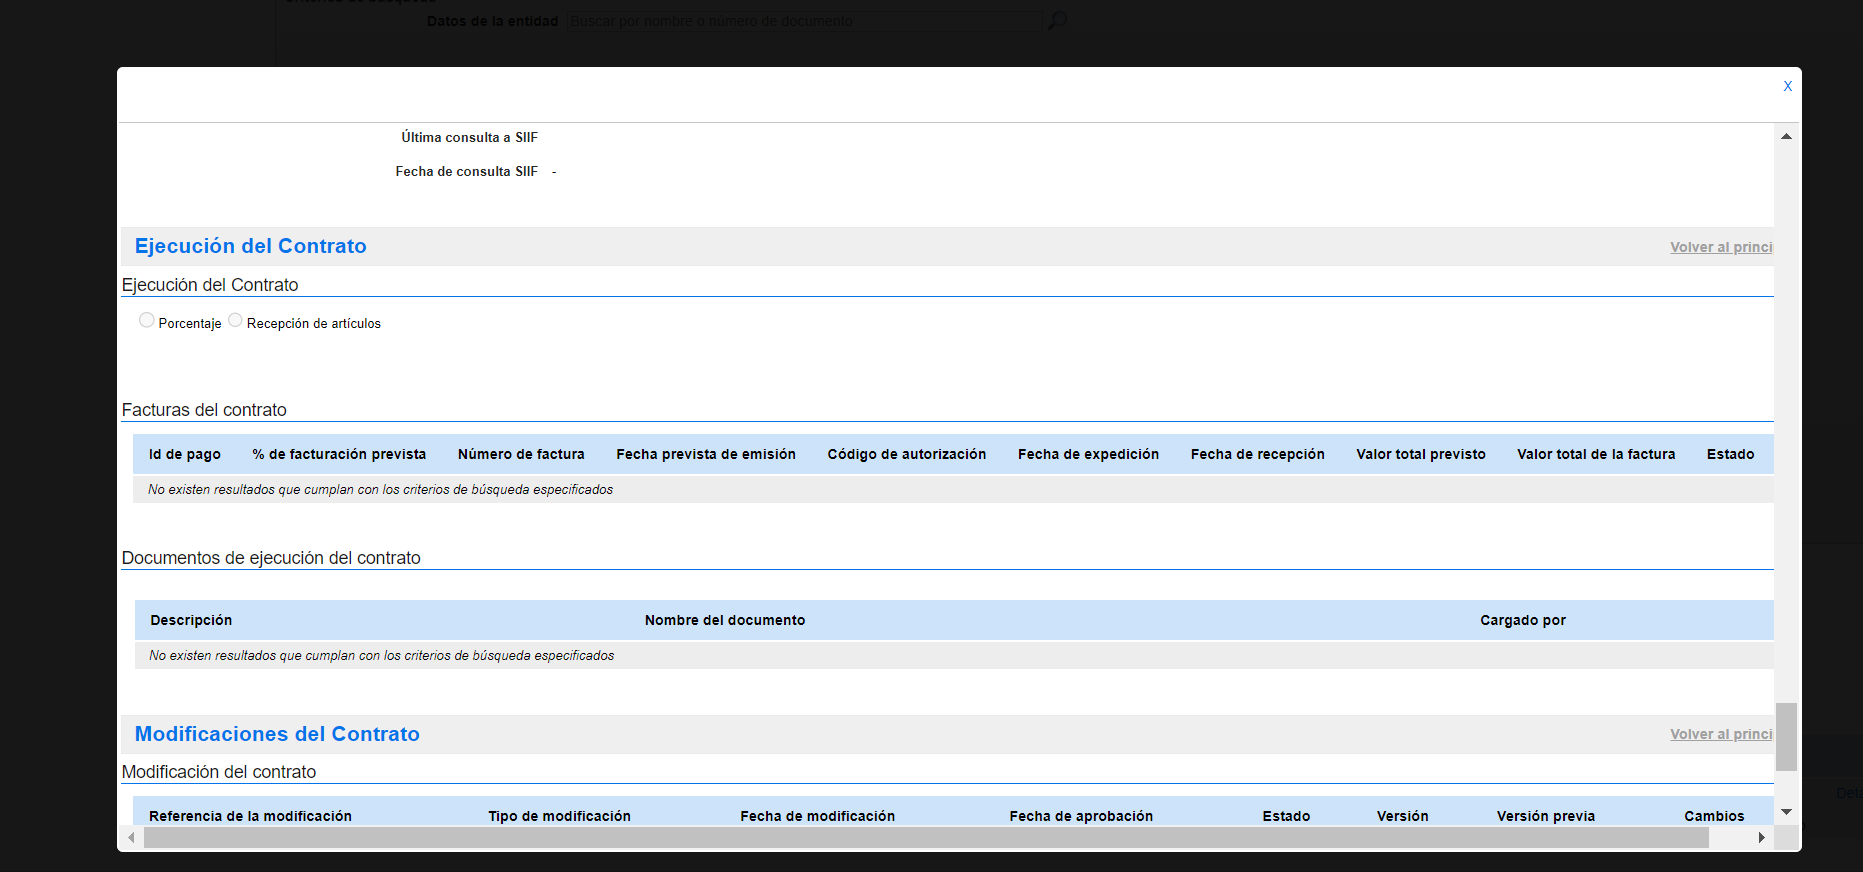 Criterios de búsqueda
Datos de la entidad Buscar por nombre o número de documento
X
Última consulta a SIIF
Fecha de consulta SIIF -
Ejecución del Contrato Volver al princi
Ejecución del Contrato
Porcentaje Recepción de artículos
Facturas del contrato
Id de pago % de facturación prevista Número de factura Fecha prevista de emisión Código de autorización Fecha de expedición Fecha de recepción Valor total previsto Valor total de la factura Estado
No existen resultados que cumplan con los criterios de búsqueda especificados
Documentos de ejecución del contrato
Descripción Nombre del documento Cargado por
No existen resultados que cumplan con los criterios de búsqueda especificados
Modificaciones del Contrato Volver al princi
Modificación del contrato
Deta
Referencia de la modificación Tipo de modificación Fecha de modificación Fecha de aprobación Estado Versión Versión previa Cambios